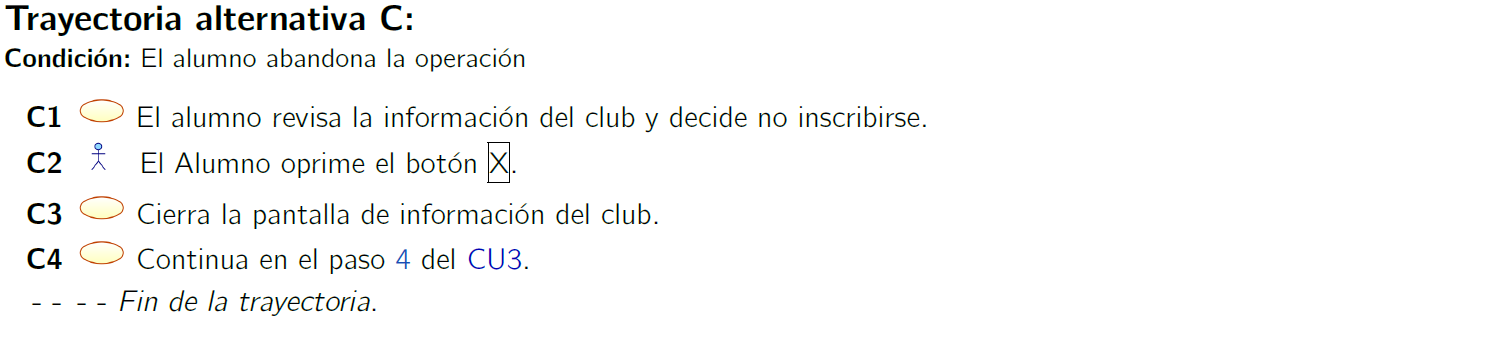 Trayectoria alternativa C:
Condición: El alumno abandona la operación
C1 El alumno revisa la información del club y decide no inscribirse.
C2 El Alumno oprime el botón X.
C3 Cierra la pantalla de información del club.
C4 Continua en el paso 4 del CU3.
- - - - Fin de la trayectoria.